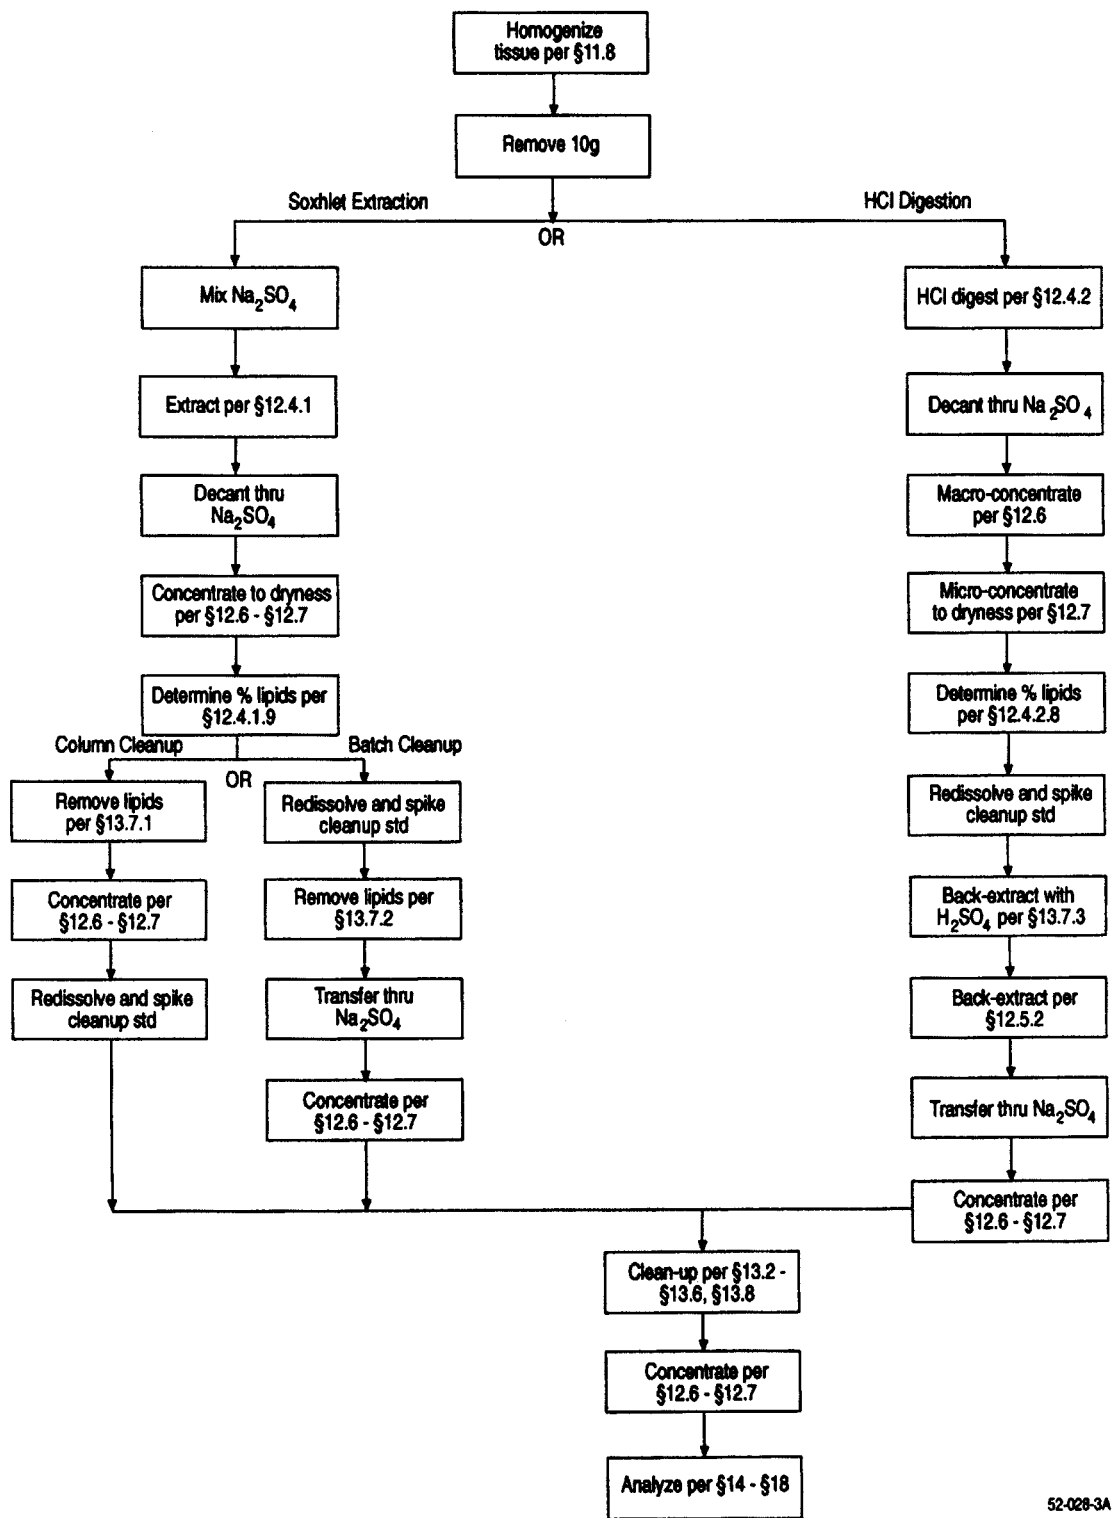 Homogenize
tissue per §11.8
Remove 10g
Soxhlet Extraction
HCl Digestion
OR
Mix Na₂SO₄
Extract per §12.4.1
Decant thru
Na₂SO₄
Concentrate to dryness
per §12.6 - §12.7
Determine % lipids per
§12.4.1.9
Column Cleanup
Batch Cleanup
OR
Remove lipids
per §13.7.1
Concentrate per
§12.6 - §12.7
Redissolve and spike
cleanup std
Redissolve and spike
cleanup std
Remove lipids per
§13.7.2
Transfer thru
Na₂SO₄
Concentrate per
§12.6 - §12.7
HCl digest per §12.4.2
Decant thru Na₂SO₄
Macro-concentrate
per §12.6
Micro-concentrate
to dryness per §12.7
Determine % lipids
per §12.4.2.8
Redissolve and spike
cleanup std
Back-extract with
H₂SO₄ per §13.7.3
Back-extract per
§12.5.2
Transfer thru Na₂SO₄
Concentrate per
§12.6 - §12.7
Clean-up per §13.2 -
§13.6, §13.8
Concentrate per
§12.6 - §12.7
Analyze per §14 - §18
52-028-3A